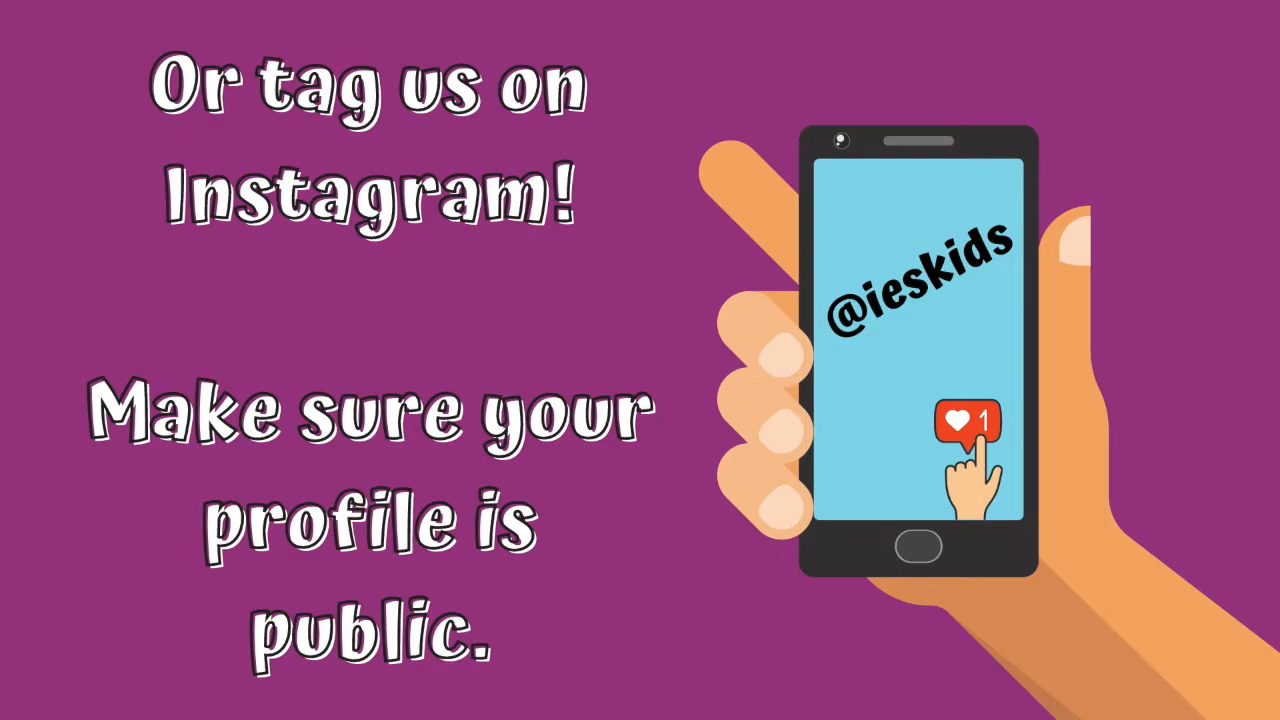 Or tag us on
Instagram!
Make sure your
profile is
public.
@ieskids
1